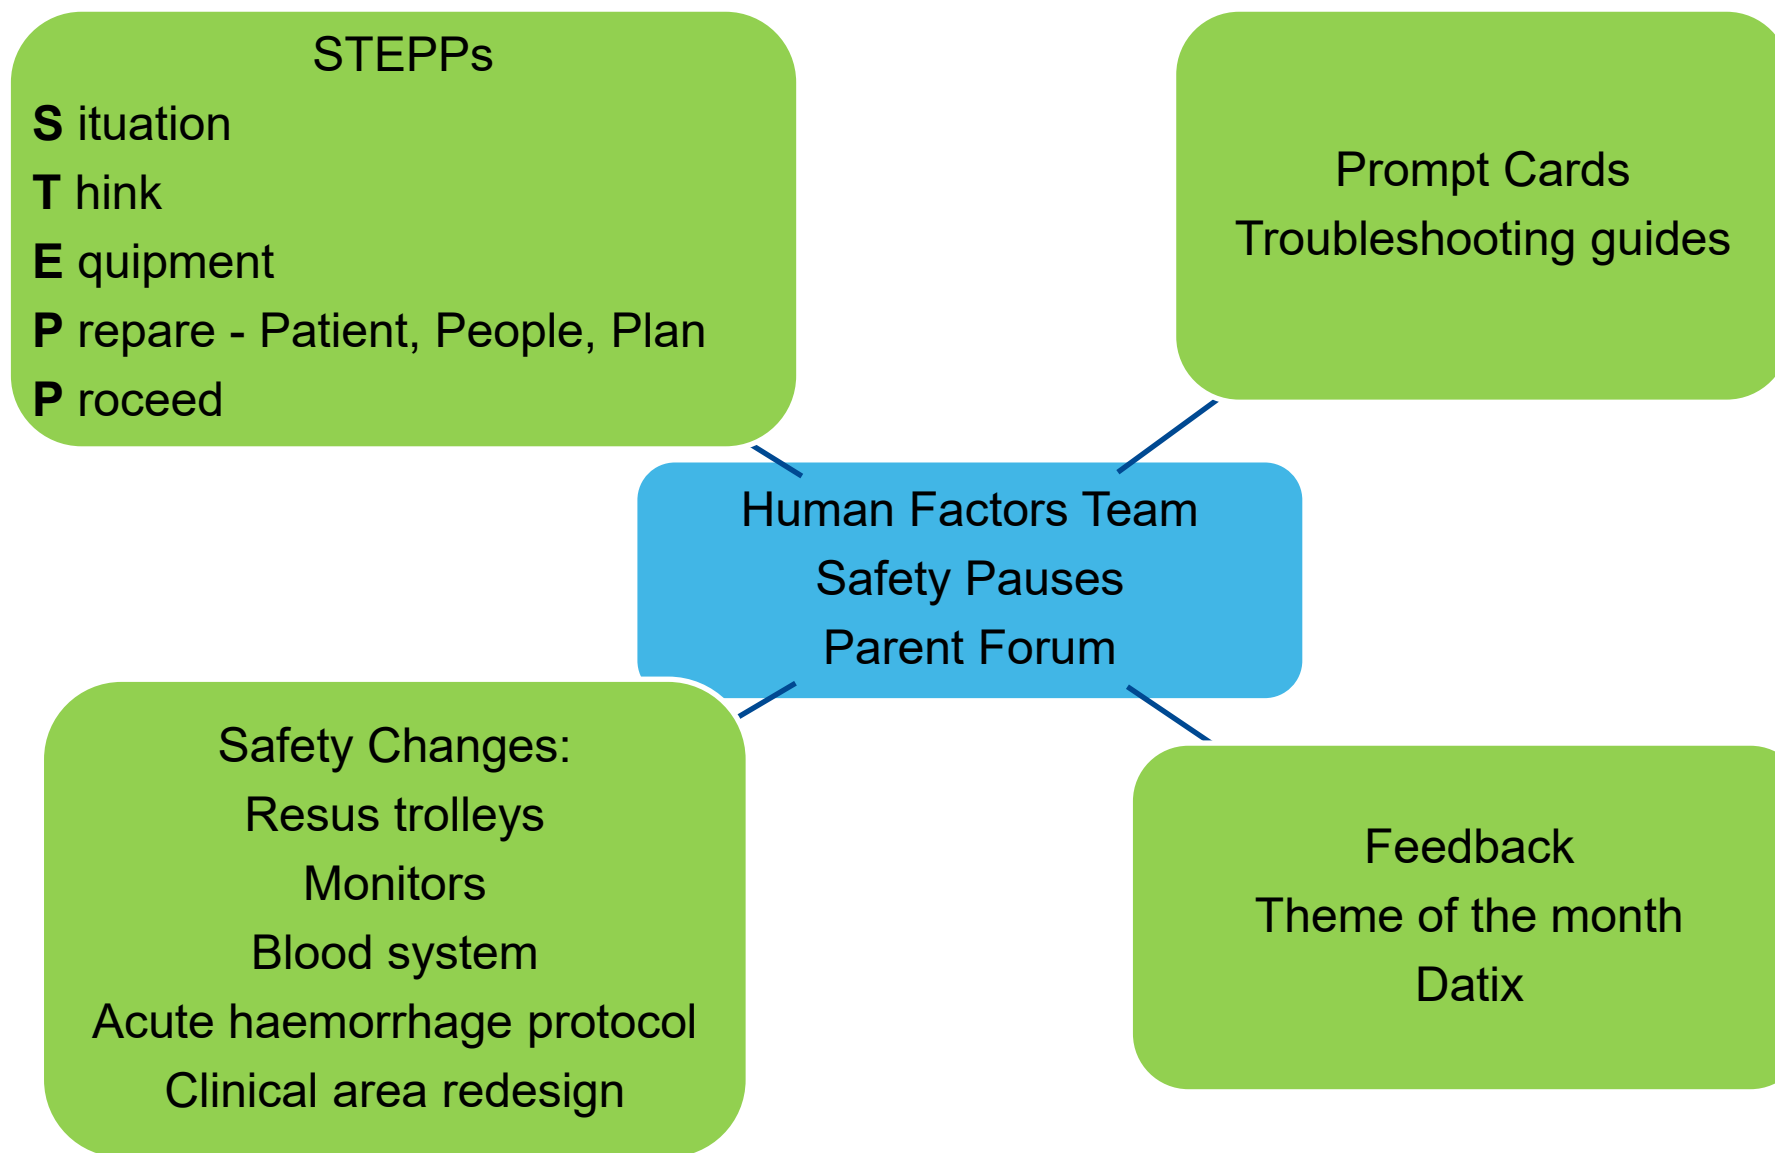 STEPPs
S ituation
T hink
E quipment
P repare - Patient, People, Plan
P roceed
Prompt Cards
Troubleshooting guides
Human Factors Team
Safety Pauses
Parent Forum
Safety Changes:
Resus trolleys
Monitors
Blood system
Acute haemorrhage protocol
Clinical area redesign
Feedback
Theme of the month
Datix